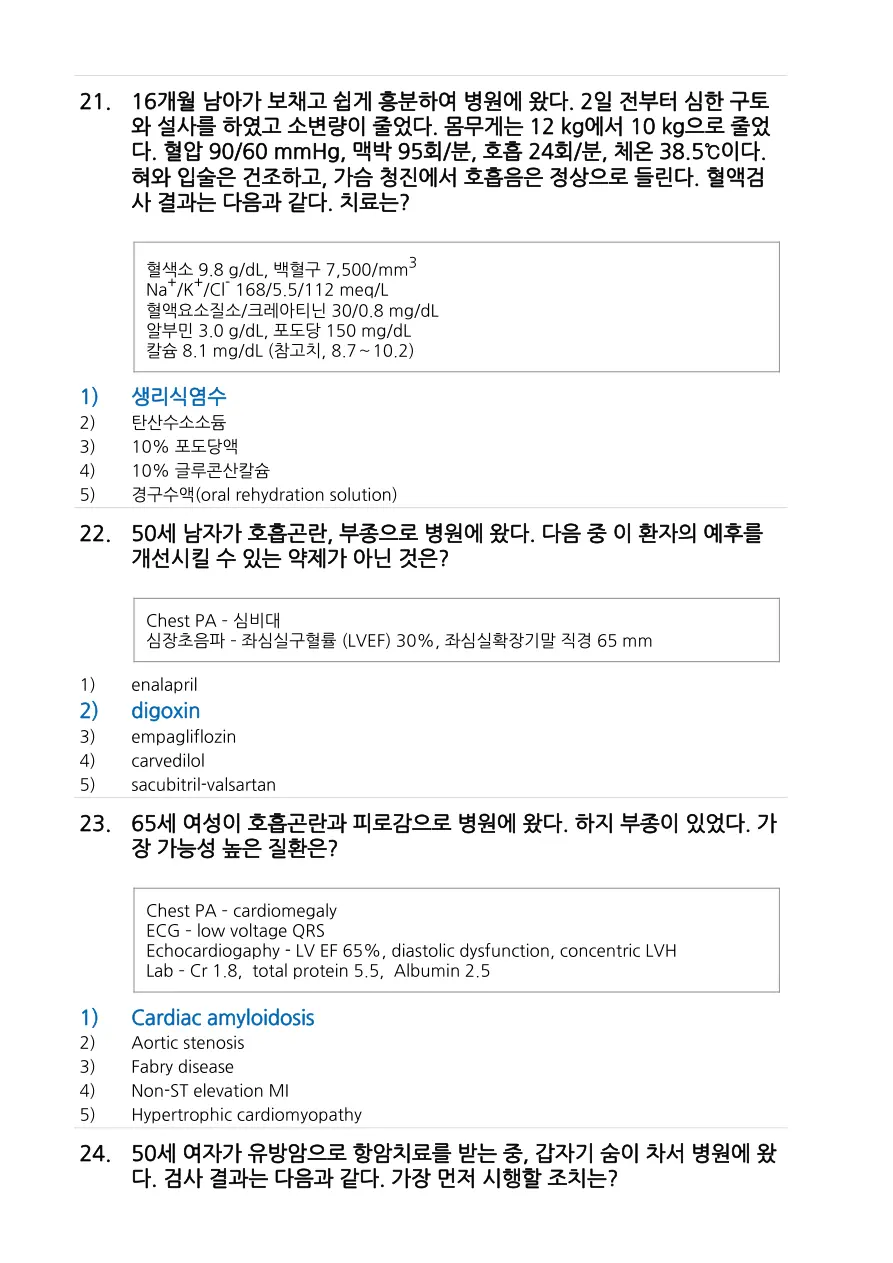 21. 16개월 남아가 보채고 쉽게 흥분하여 병원에 왔다. 2일 전부터 심한 구토
와 설사를 하였고 소변량이 줄었다. 몸무게는 12 kg에서 10 kg으로 줄었
다. 혈압 90/60 mmHg, 맥박 95회/분, 호흡 24회/분, 체온 38.5℃이다.
혀와 입술은 건조하고, 가슴 청진에서 호흡음은 정상으로 들린다. 혈액검
사 결과는 다음과 같다. 치료는?
혈색소 9.8 g/dL, 백혈구 7,500/mm³
Na⁺/K⁺/Cl⁻ 168/5.5/112 meq/L
혈액요소질소/크레아티닌 30/0.8 mg/dL
알부민 3.0 g/dL, 포도당 150 mg/dL
칼슘 8.1 mg/dL (참고치, 8.7～10.2)
1) 생리식염수
2) 탄산수소소듐
3) 10% 포도당액
4) 10% 글루콘산칼슘
5) 경구수액(oral rehydration solution)
22. 50세 남자가 호흡곤란, 부종으로 병원에 왔다. 다음 중 이 환자의 예후를
개선시킬 수 있는 약제가 아닌 것은?
Chest PA – 심비대
심장초음파 – 좌심실구혈률 (LVEF) 30%, 좌심실확장기말 직경 65 mm
1) enalapril
2) digoxin
3) empagliflozin
4) carvedilol
5) sacubitril-valsartan
23. 65세 여성이 호흡곤란과 피로감으로 병원에 왔다. 하지 부종이 있었다. 가
장 가능성 높은 질환은?
Chest PA – cardiomegaly
ECG – low voltage QRS
Echocardiogaphy – LV EF 65%, diastolic dysfunction, concentric LVH
Lab – Cr 1.8, total protein 5.5, Albumin 2.5
1) Cardiac amyloidosis
2) Aortic stenosis
3) Fabry disease
4) Non-ST elevation MI
5) Hypertrophic cardiomyopathy
24. 50세 여자가 유방암으로 항암치료를 받는 중, 갑자기 숨이 차서 병원에 왔
다. 검사 결과는 다음과 같다. 가장 먼저 시행할 조치는?